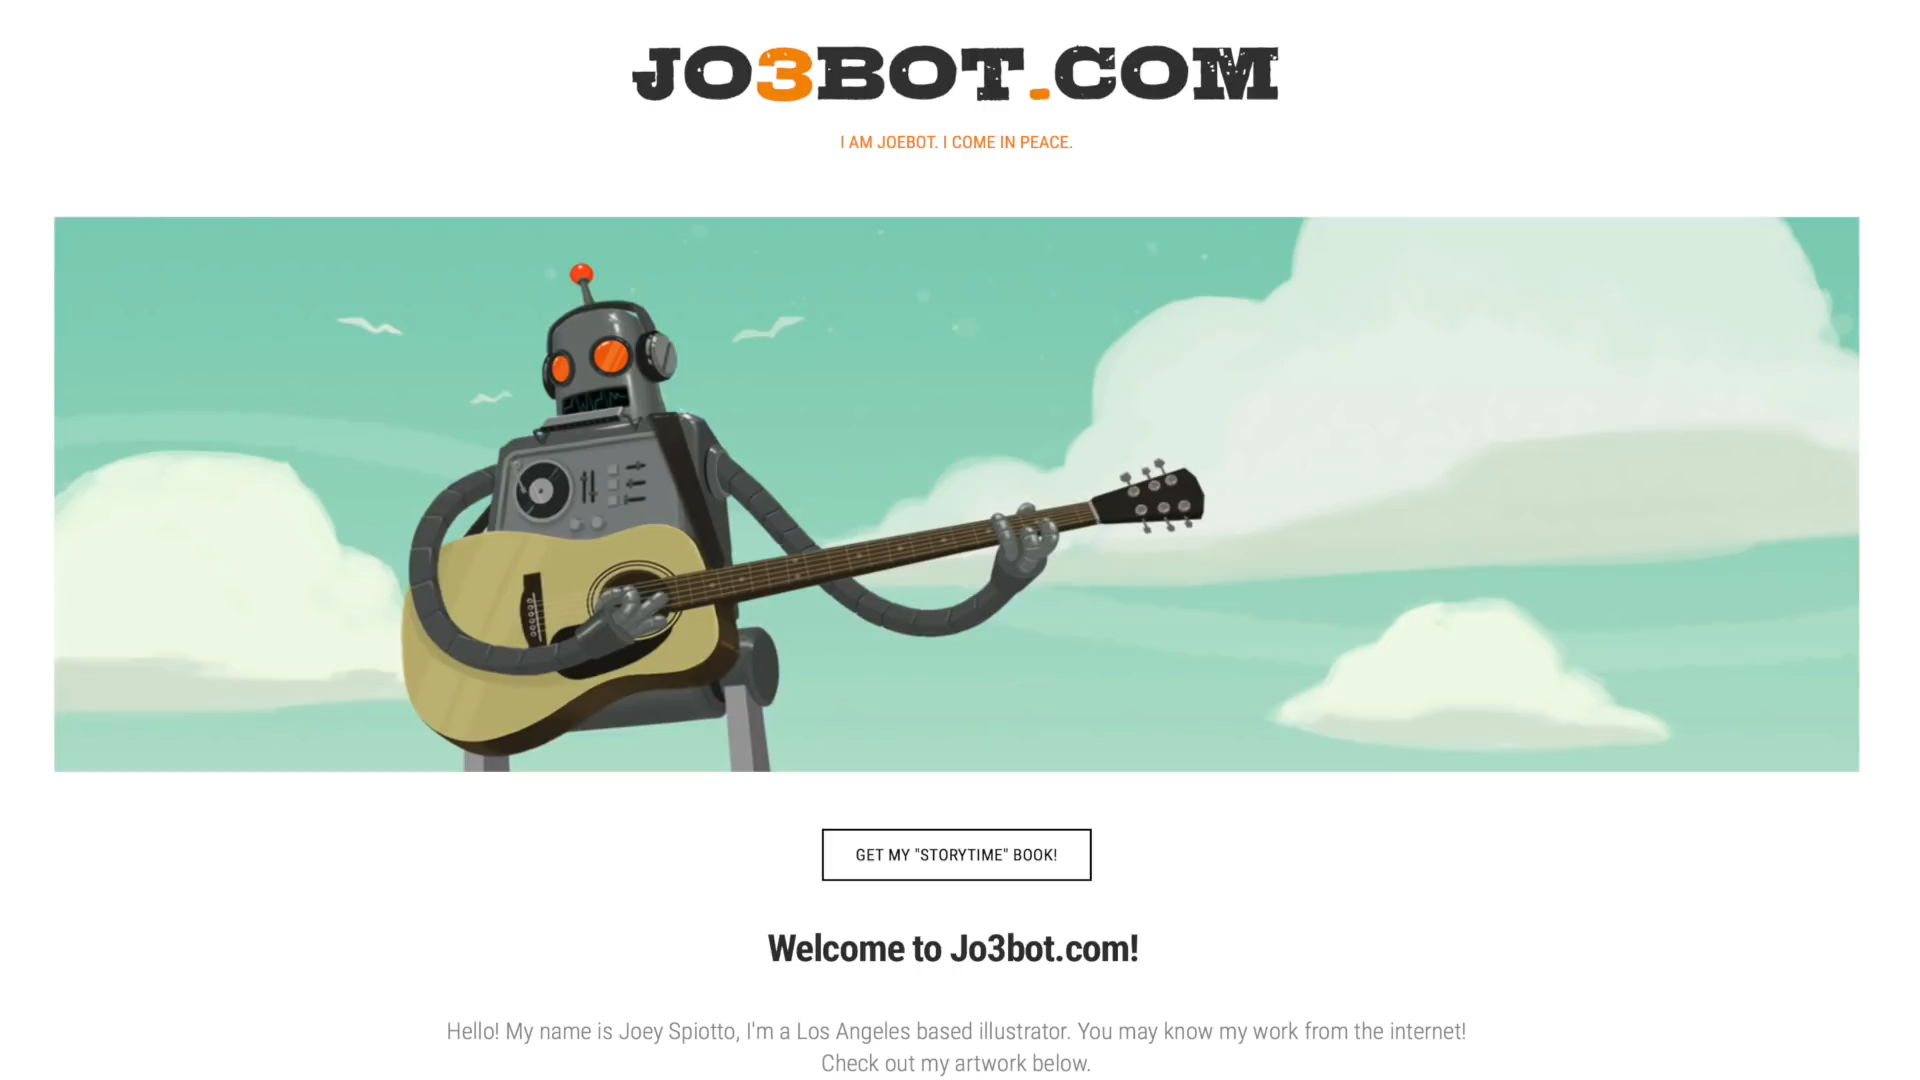 JO3BOT.COM
I AM JOEBOT. I COME IN PEACE.
GET MY "STORYTIME" BOOK!
Welcome to Jo3bot.com!
Hello! My name is Joey Spiotto, I'm a Los Angeles based illustrator. You may know my work from the internet!
Check out my artwork below.